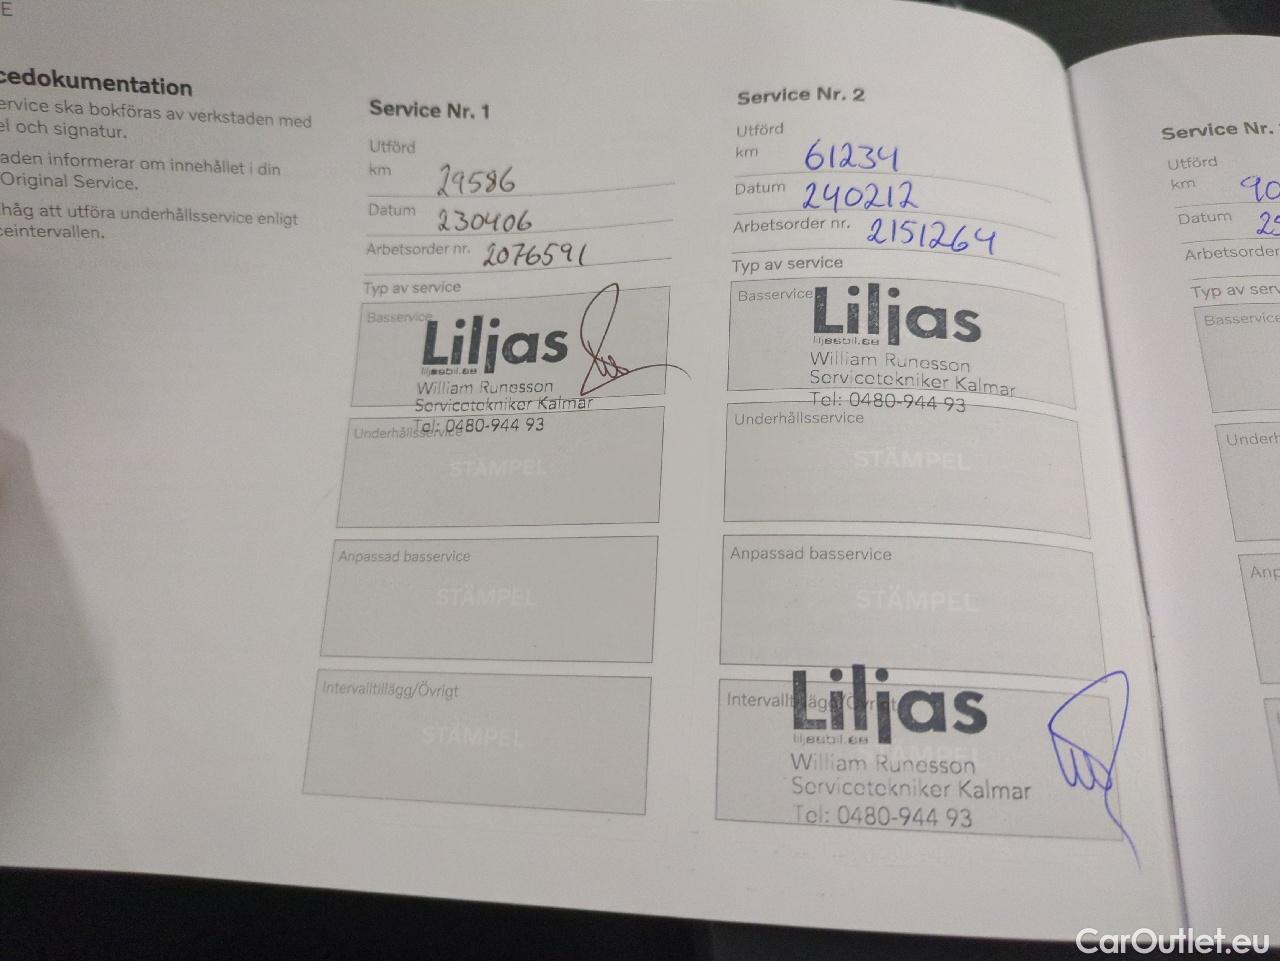 E
cedokumentation
ervice ska bokföras av verkstaden med
el och signatur.
aden informerar om innehållet i din
Original Service.
håg att utföra underhållsservice enligt
ceintervallen.
Service Nr. 1
Utförd
km 29586
Datum 230406
Arbetsorder nr. 2076591
Typ av service
Basservice
Liljas
liljasbil.se
William Runesson
Servicetekniker Kalmar
Tel: 0480-944 93
Underhållsservice
STÄMPEL
Anpassad basservice
STÄMPEL
Intervalltillägg/Övrigt
STÄMPEL
Service Nr. 2
Utförd
km 61234
Datum 240212
Arbetsorder nr. 2151264
Typ av service
Basservice
Liljas
liljasbil.se
William Runesson
Servicetekniker Kalmar
Tel: 0480-944 93
Underhållsservice
STÄMPEL
Anpassad basservice
STÄMPEL
Intervalltillägg/Övrigt
STÄMPEL
Liljas
liljasbil.se
William Runesson
Servicetekniker Kalmar
Tel: 0480-944 93
Service Nr.
Utförd
km 90
Datum 25
Arbetsorder
Typ av serv
Basservice
Underh
Anp
CarOutlet.eu